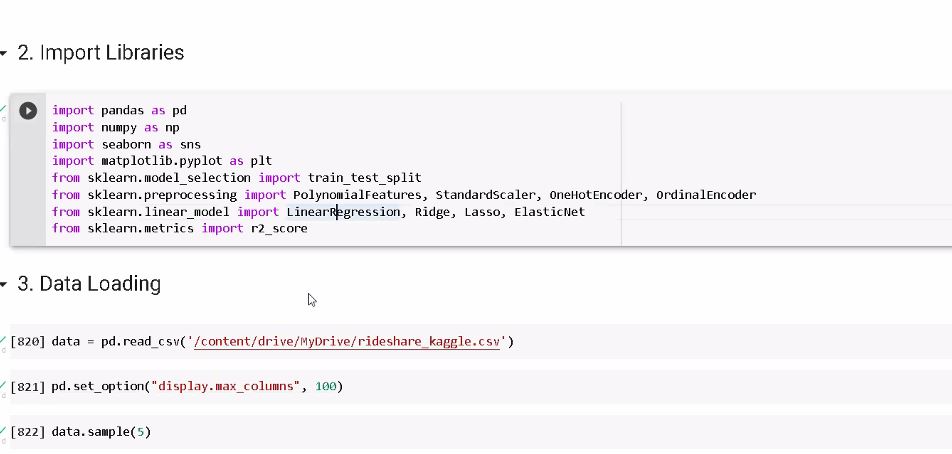 2. Import Libraries
import pandas as pd
import numpy as np
import seaborn as sns
import matplotlib.pyplot as plt
from sklearn.model_selection import train_test_split
from sklearn.preprocessing import PolynomialFeatures, StandardScaler, OneHotEncoder, OrdinalEncoder
from sklearn.linear_model import LinearRegression, Ridge, Lasso, ElasticNet
from sklearn.metrics import r2_score
3. Data Loading
[820] data = pd.read_csv('/content/drive/MyDrive/rideshare_kaggle.csv')
[821] pd.set_option("display.max_columns", 100)
[822] data.sample(5)